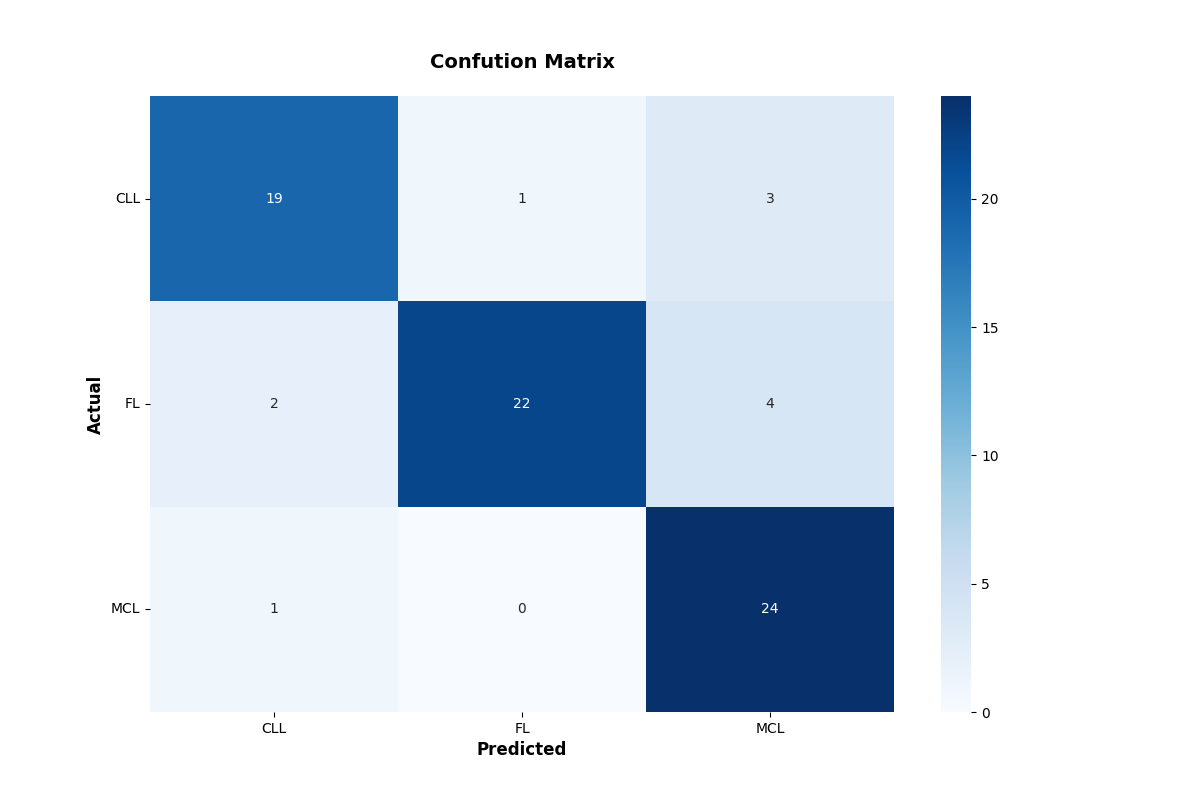 Confution Matrix
CLL 19 1 3
FL 2 22 4
MCL 1 0 24
CLL FL MCL
Predicted
Actual
20
15
10
5
0